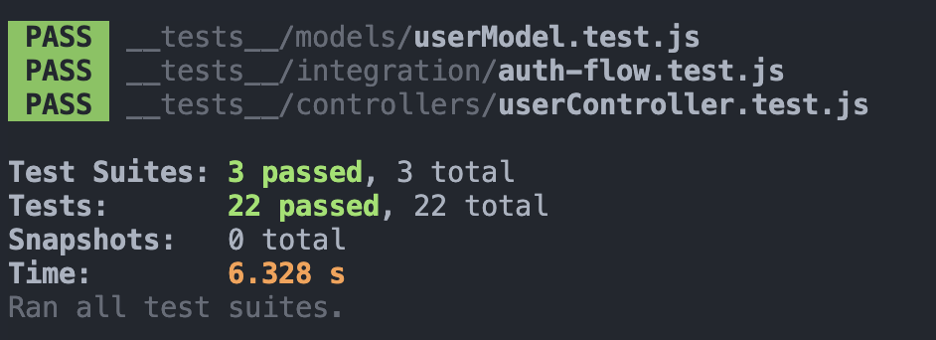 PASS __tests__/models/userModel.test.js
PASS __tests__/integration/auth-flow.test.js
PASS __tests__/controllers/userController.test.js
Test Suites: 3 passed, 3 total
Tests: 22 passed, 22 total
Snapshots: 0 total
Time: 6.328 s
Ran all test suites.